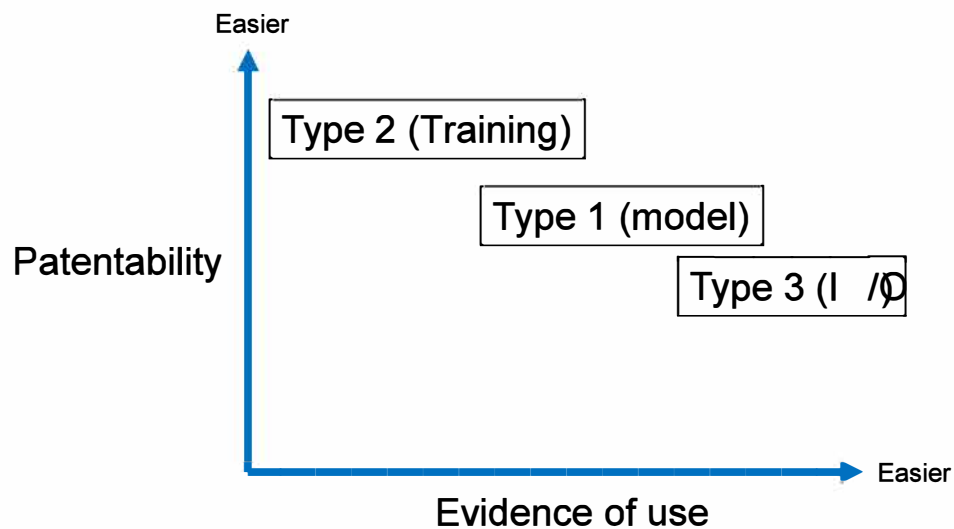 Easier
Type 2 (Training)
Type 1 (model)
Patentability
Type 3 (I /O)
Easier
Evidence of use